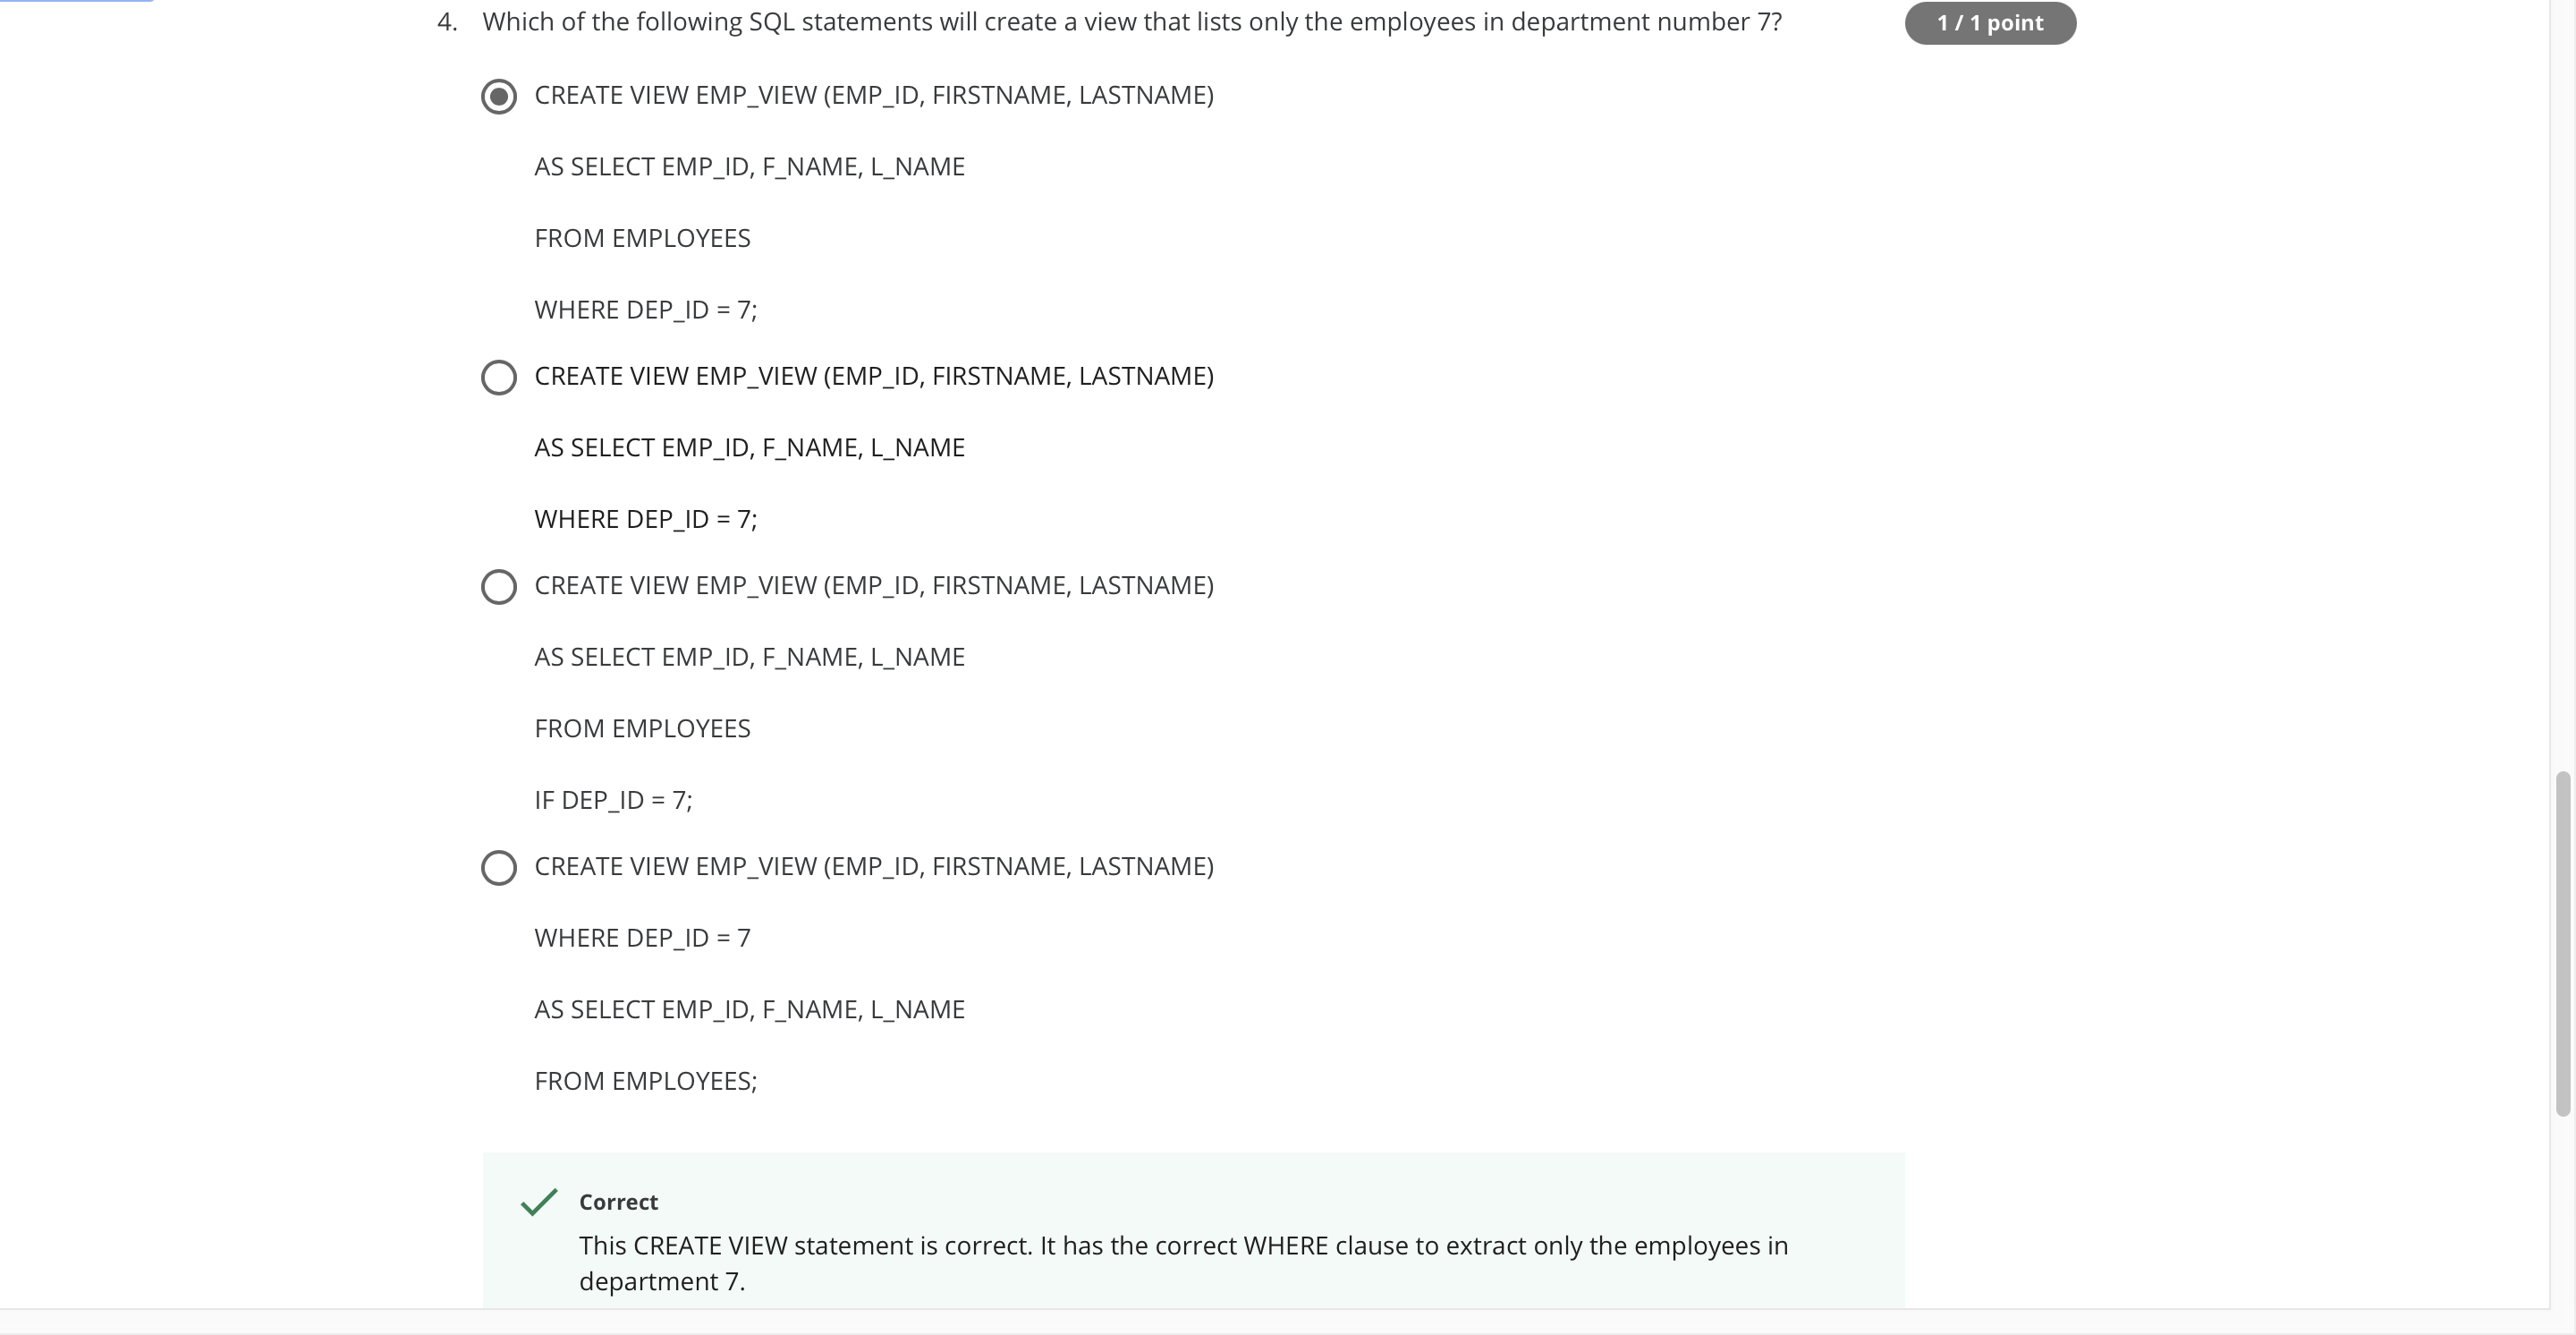 4. Which of the following SQL statements will create a view that lists only the employees in department number 7?
1 / 1 point
CREATE VIEW EMP_VIEW (EMP_ID, FIRSTNAME, LASTNAME)
AS SELECT EMP_ID, F_NAME, L_NAME
FROM EMPLOYEES
WHERE DEP_ID = 7;
CREATE VIEW EMP_VIEW (EMP_ID, FIRSTNAME, LASTNAME)
AS SELECT EMP_ID, F_NAME, L_NAME
WHERE DEP_ID = 7;
CREATE VIEW EMP_VIEW (EMP_ID, FIRSTNAME, LASTNAME)
AS SELECT EMP_ID, F_NAME, L_NAME
FROM EMPLOYEES
IF DEP_ID = 7;
CREATE VIEW EMP_VIEW (EMP_ID, FIRSTNAME, LASTNAME)
WHERE DEP_ID = 7
AS SELECT EMP_ID, F_NAME, L_NAME
FROM EMPLOYEES;
Correct
This CREATE VIEW statement is correct. It has the correct WHERE clause to extract only the employees in
department 7.